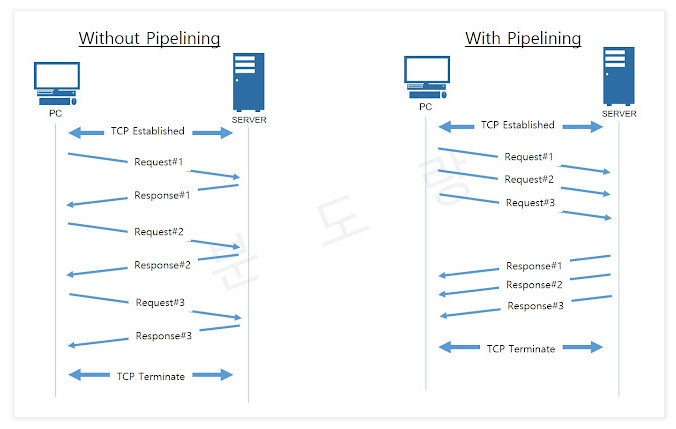 Without Pipelining
PC
SERVER
TCP Established
Request#1
Response#1
Request#2
Response#2
Request#3
Response#3
TCP Terminate
With Pipelining
PC
SERVER
TCP Established
Request#1
Request#2
Request#3
Response#1
Response#2
Response#3
TCP Terminate
분도량